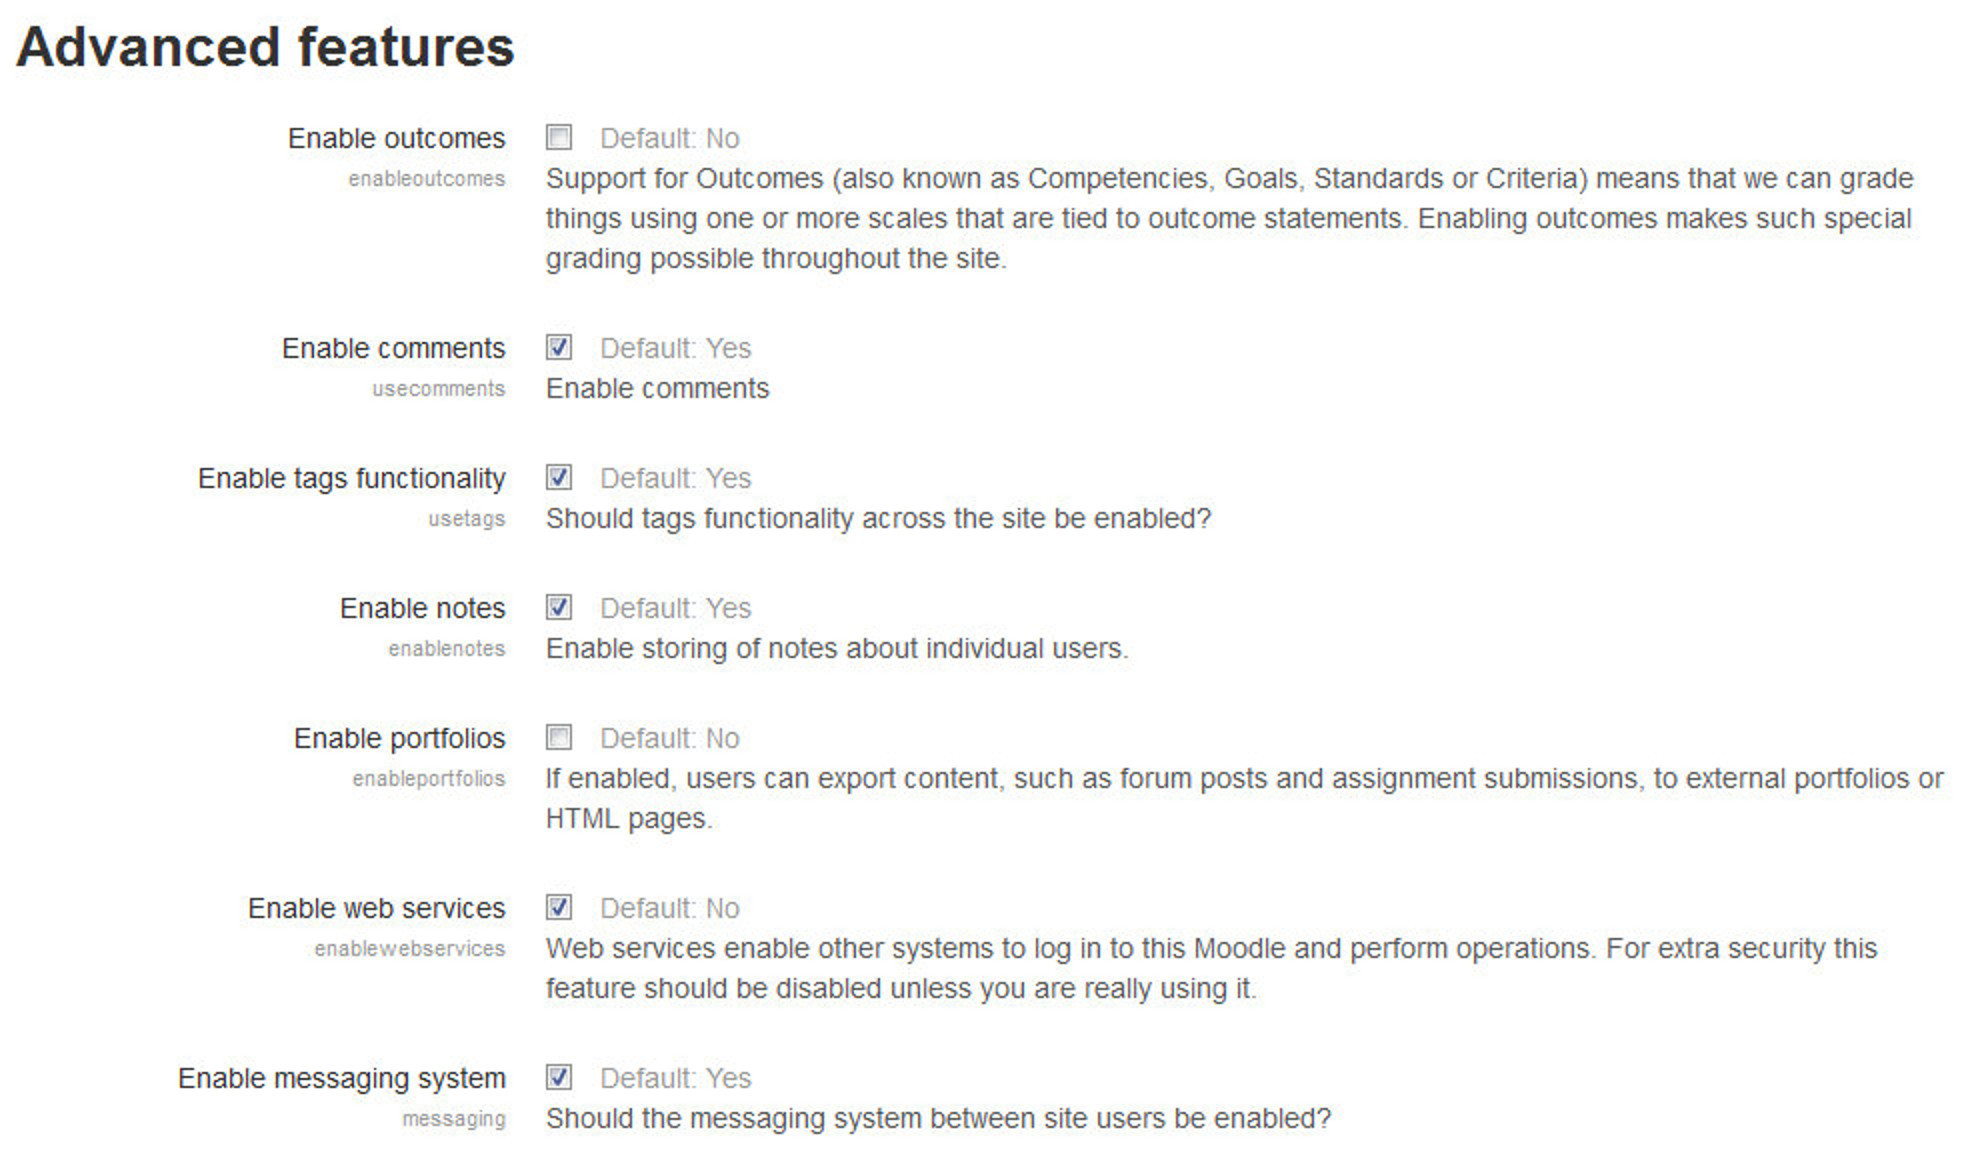 Advanced features
Enable outcomes Default: No
enableoutcomes Support for Outcomes (also known as Competencies, Goals, Standards or Criteria) means that we can grade
things using one or more scales that are tied to outcome statements. Enabling outcomes makes such special
grading possible throughout the site.
Enable comments Default: Yes
usecomments Enable comments
Enable tags functionality Default: Yes
usetags Should tags functionality across the site be enabled?
Enable notes Default: Yes
enablenotes Enable storing of notes about individual users.
Enable portfolios Default: No
enableportfolios If enabled, users can export content, such as forum posts and assignment submissions, to external portfolios or
HTML pages.
Enable web services Default: No
enablewebservices Web services enable other systems to log in to this Moodle and perform operations. For extra security this
feature should be disabled unless you are really using it.
Enable messaging system Default: Yes
messaging Should the messaging system between site users be enabled?